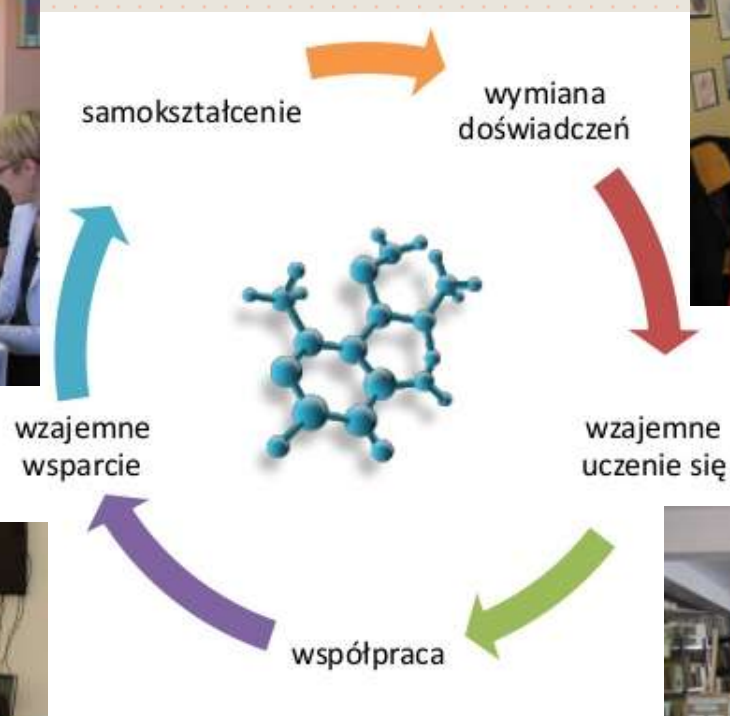 samokształcenie
wymiana
doświadczeń
wzajemne
uczenie się
współpraca
wzajemne
wsparcie